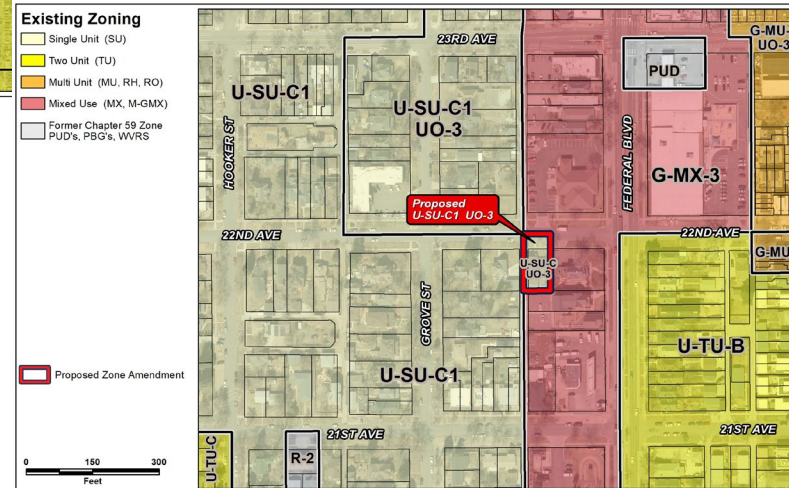 Existing Zoning
Single Unit (SU)
Two Unit (TU)
Multi Unit (MU, RH, RO)
Mixed Use (MX, M-GMX)
Former Chapter 59 Zone
PUD's, PBG's, WVRS
Proposed Zone Amendment
0 150 300
Feet
23RD AVE
G-MU-
UO-3
PUD
U-SU-C1
U-SU-C1
UO-3
HOOKER ST
FEDERAL BLVD
G-MX-3
Proposed
U-SU-C1 UO-3
22ND AVE
22ND AVE
U-SU-C
UO-3
G-MU
GROVE ST
U-TU-B
U-SU-C1
21ST AVE
21ST AVE
U-TU-C
R-2